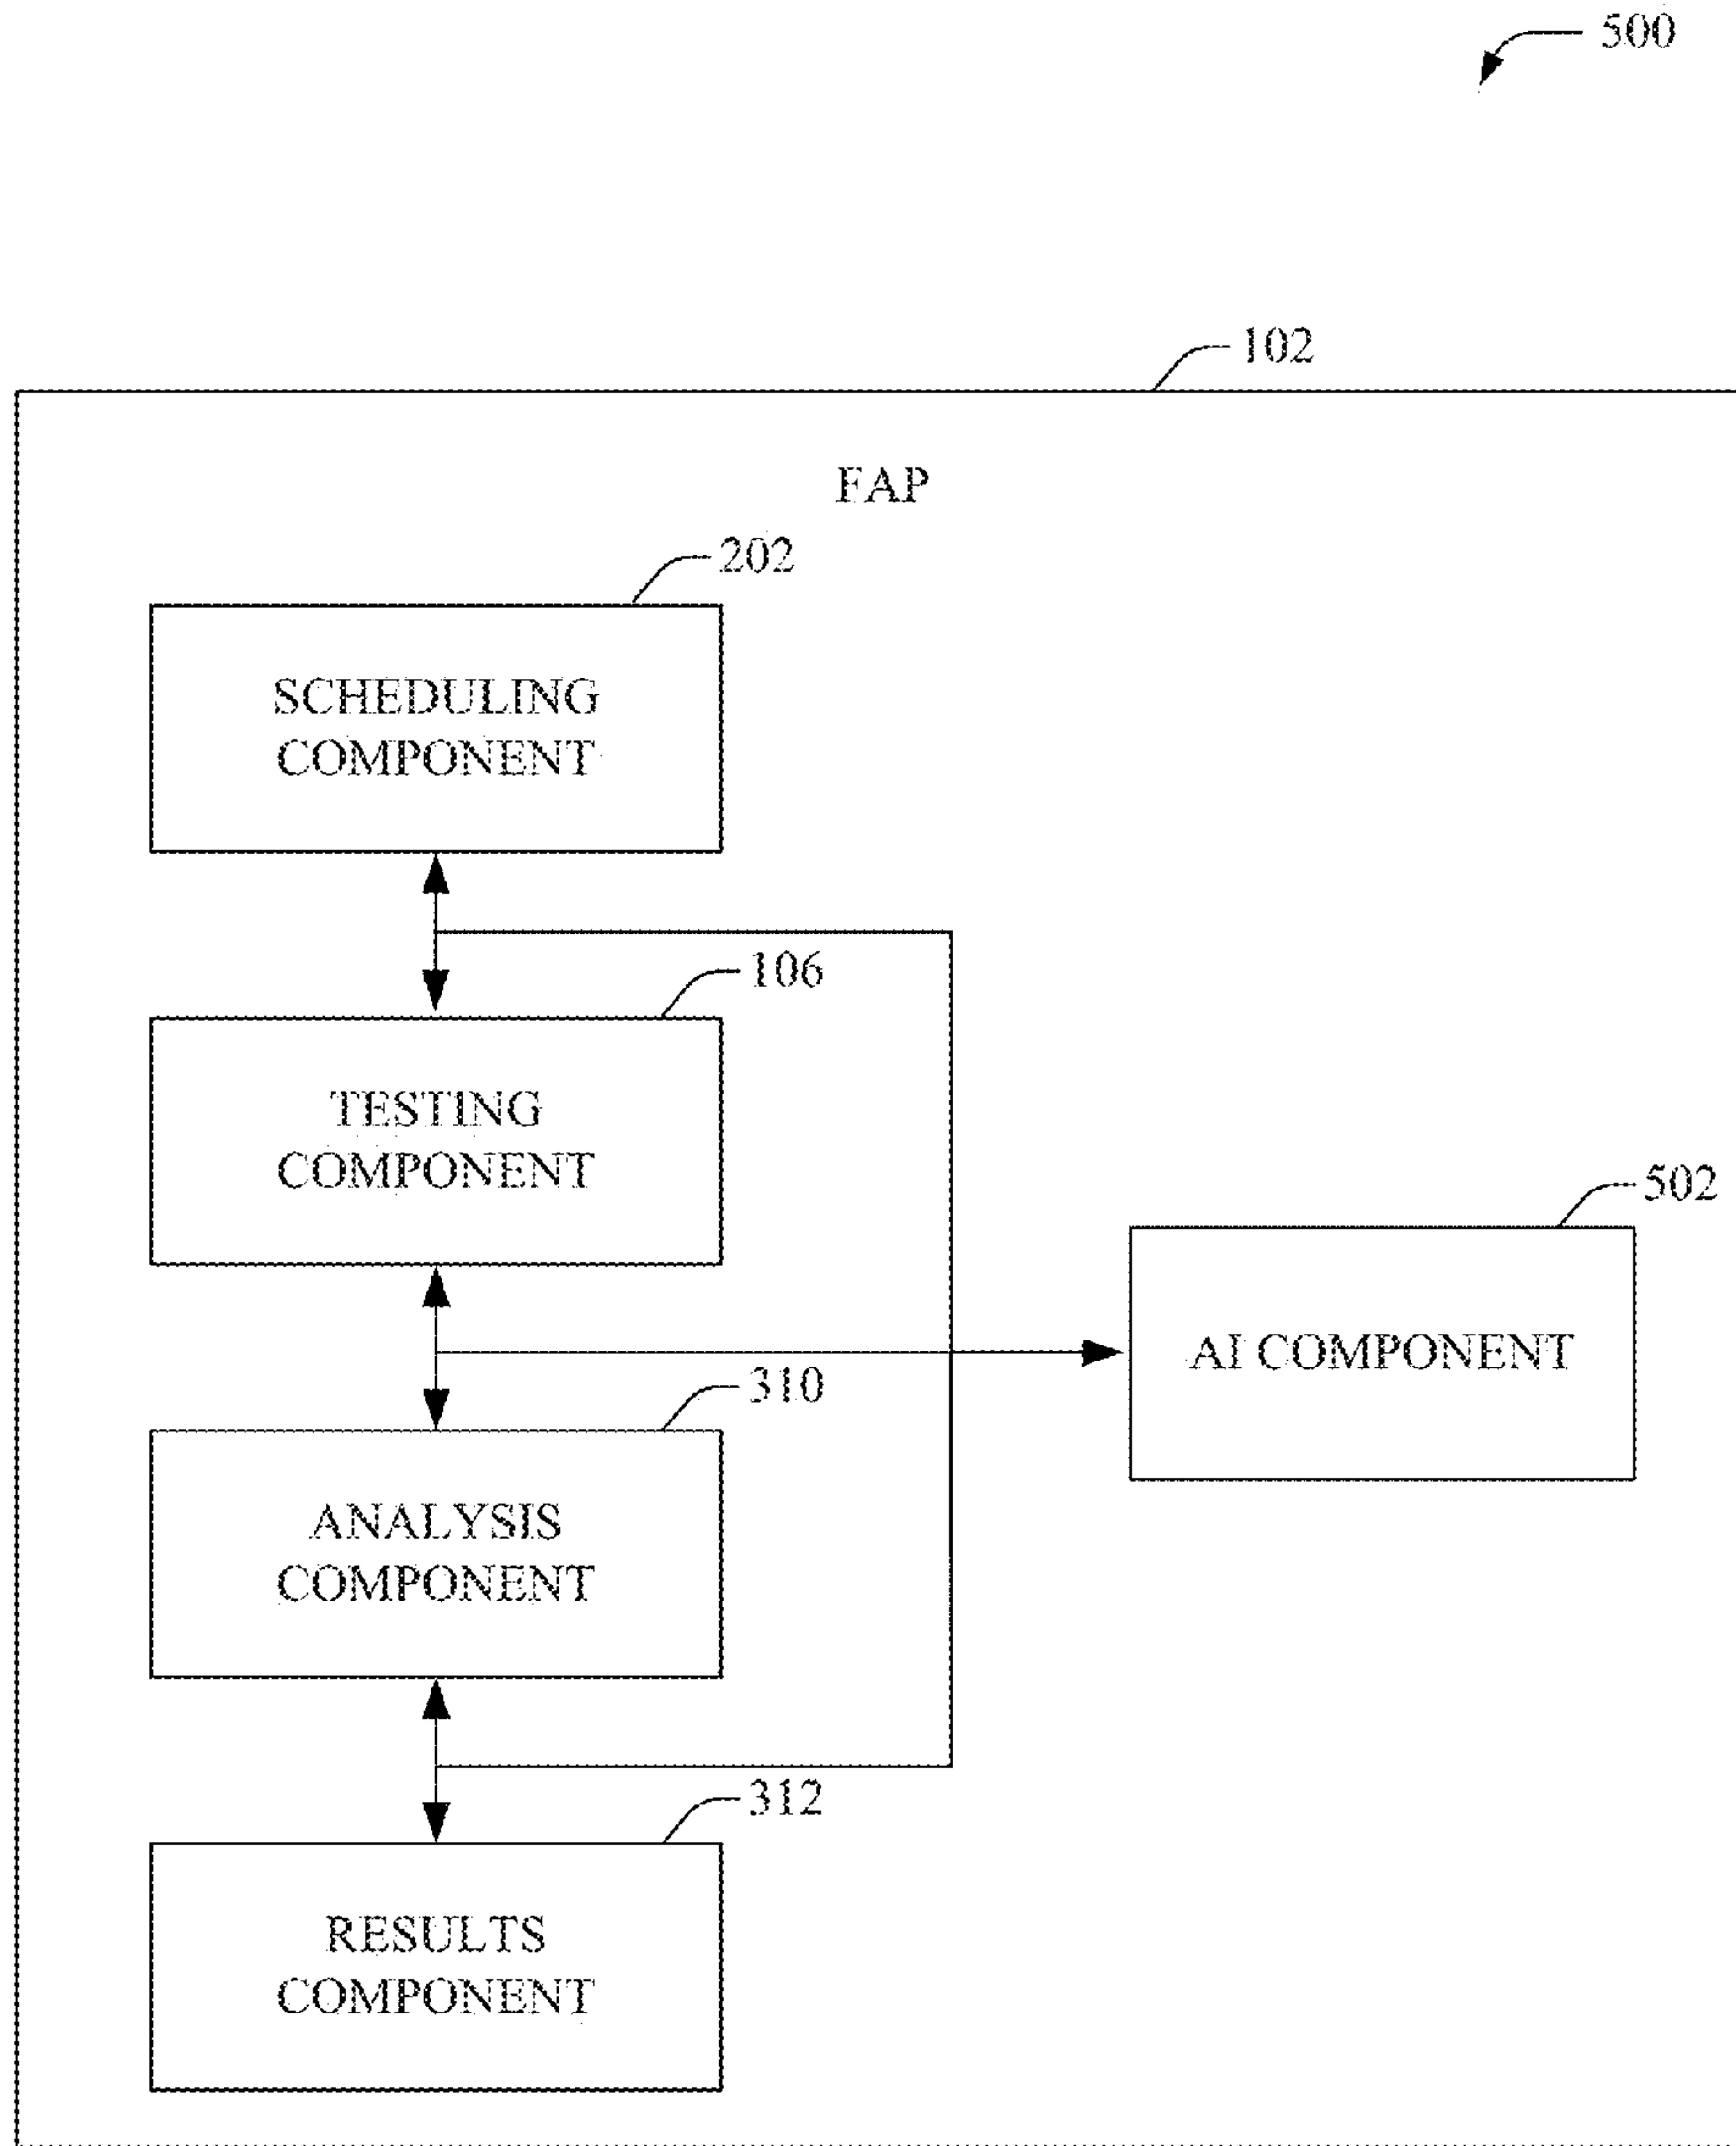 500
102
FAP
202
SCHEDULING
COMPONENT
106
TESTING
COMPONENT
502
AI COMPONENT
310
ANALYSIS
COMPONENT
312
RESULTS
COMPONENT